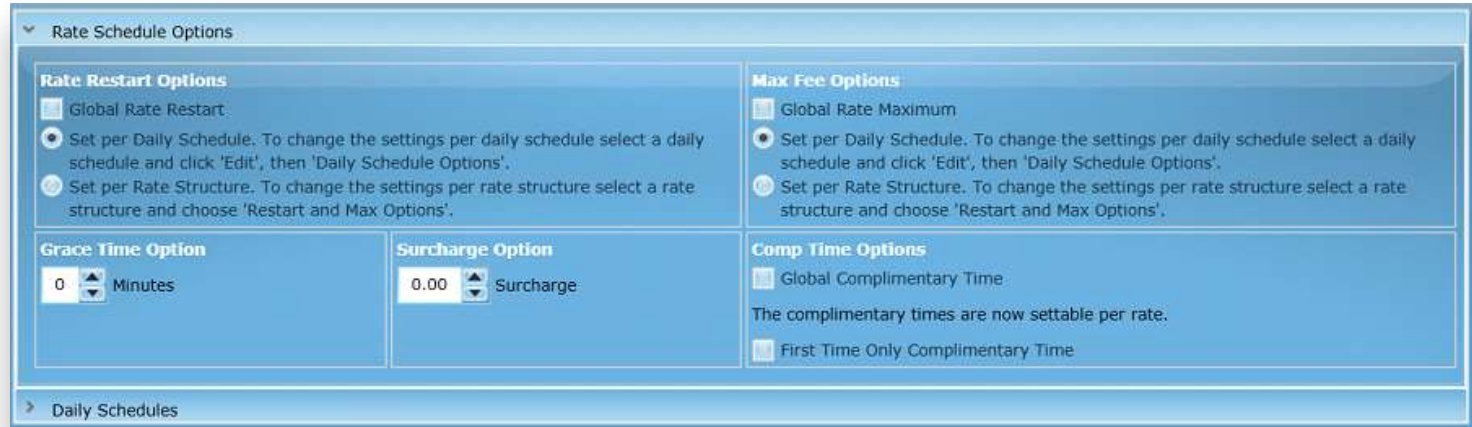 Rate Schedule Options
Rate Restart Options
Global Rate Restart
Set per Daily Schedule. To change the settings per daily schedule select a daily
schedule and click 'Edit', then 'Daily Schedule Options'.
Set per Rate Structure. To change the settings per rate structure select a rate
structure and choose 'Restart and Max Options'.
Max Fee Options
Global Rate Maximum
Set per Daily Schedule. To change the settings per daily schedule select a daily
schedule and click 'Edit', then 'Daily Schedule Options'.
Set per Rate Structure. To change the settings per rate structure select a rate
structure and choose 'Restart and Max Options'.
Grace Time Option
0 Minutes
Surcharge Option
0.00 Surcharge
Comp Time Options
Global Complimentary Time
The complimentary times are now settable per rate.
First Time Only Complimentary Time
Daily Schedules